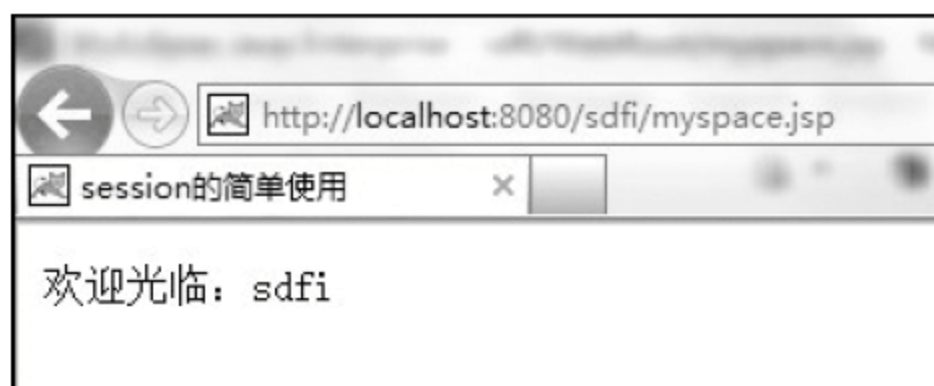 http://localhost:8080/sdfi/myspace.jsp
session的简单使用
欢迎光临：sdfi